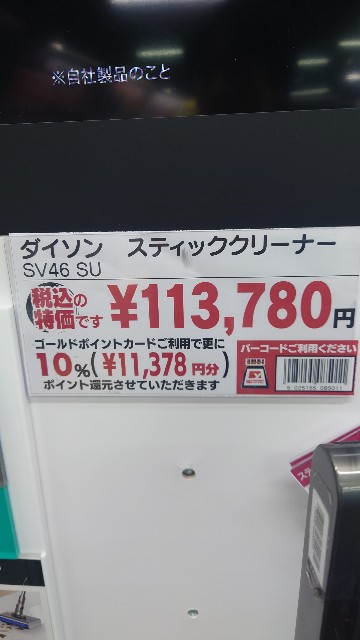 ※自社製品のこと
ダイソン　スティッククリーナー
SV46 SU
税込の
特価です
¥113,780円
ゴールドポイントカードご利用で更に
10%(¥11,378 円分)
ポイント還元させていただきます
バーコードご利用ください